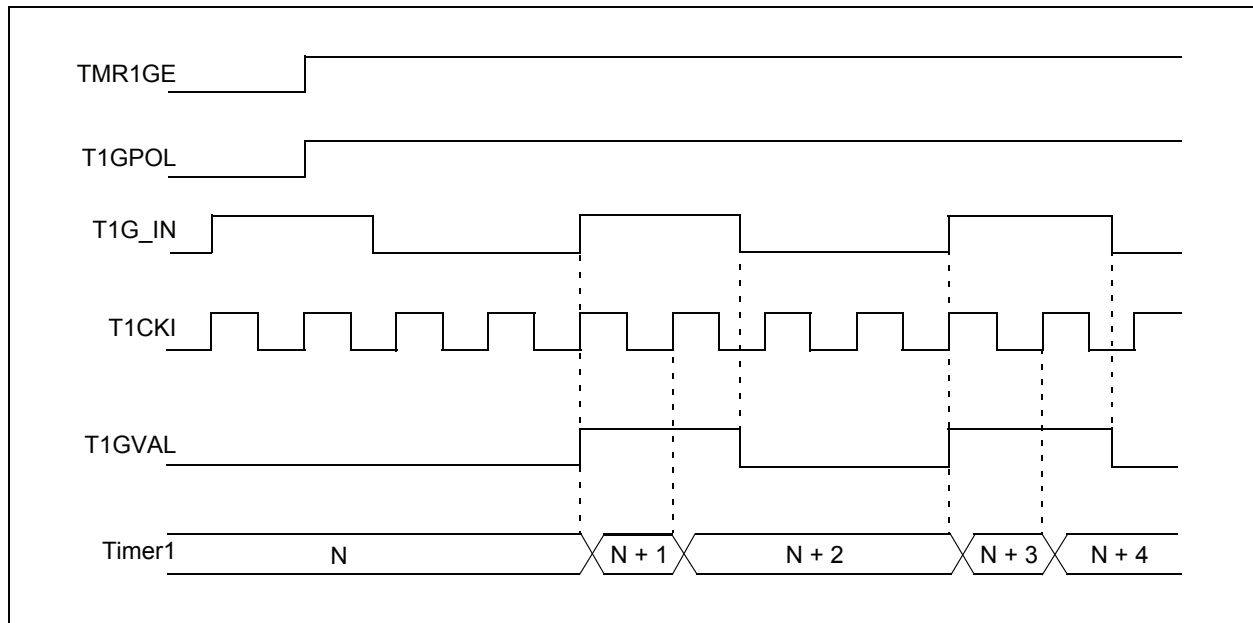 TMR1GE
T1GPOL
T1G_IN
T1CKI
T1GVAL
Timer1 N N + 1 N + 2 N + 3 N + 4